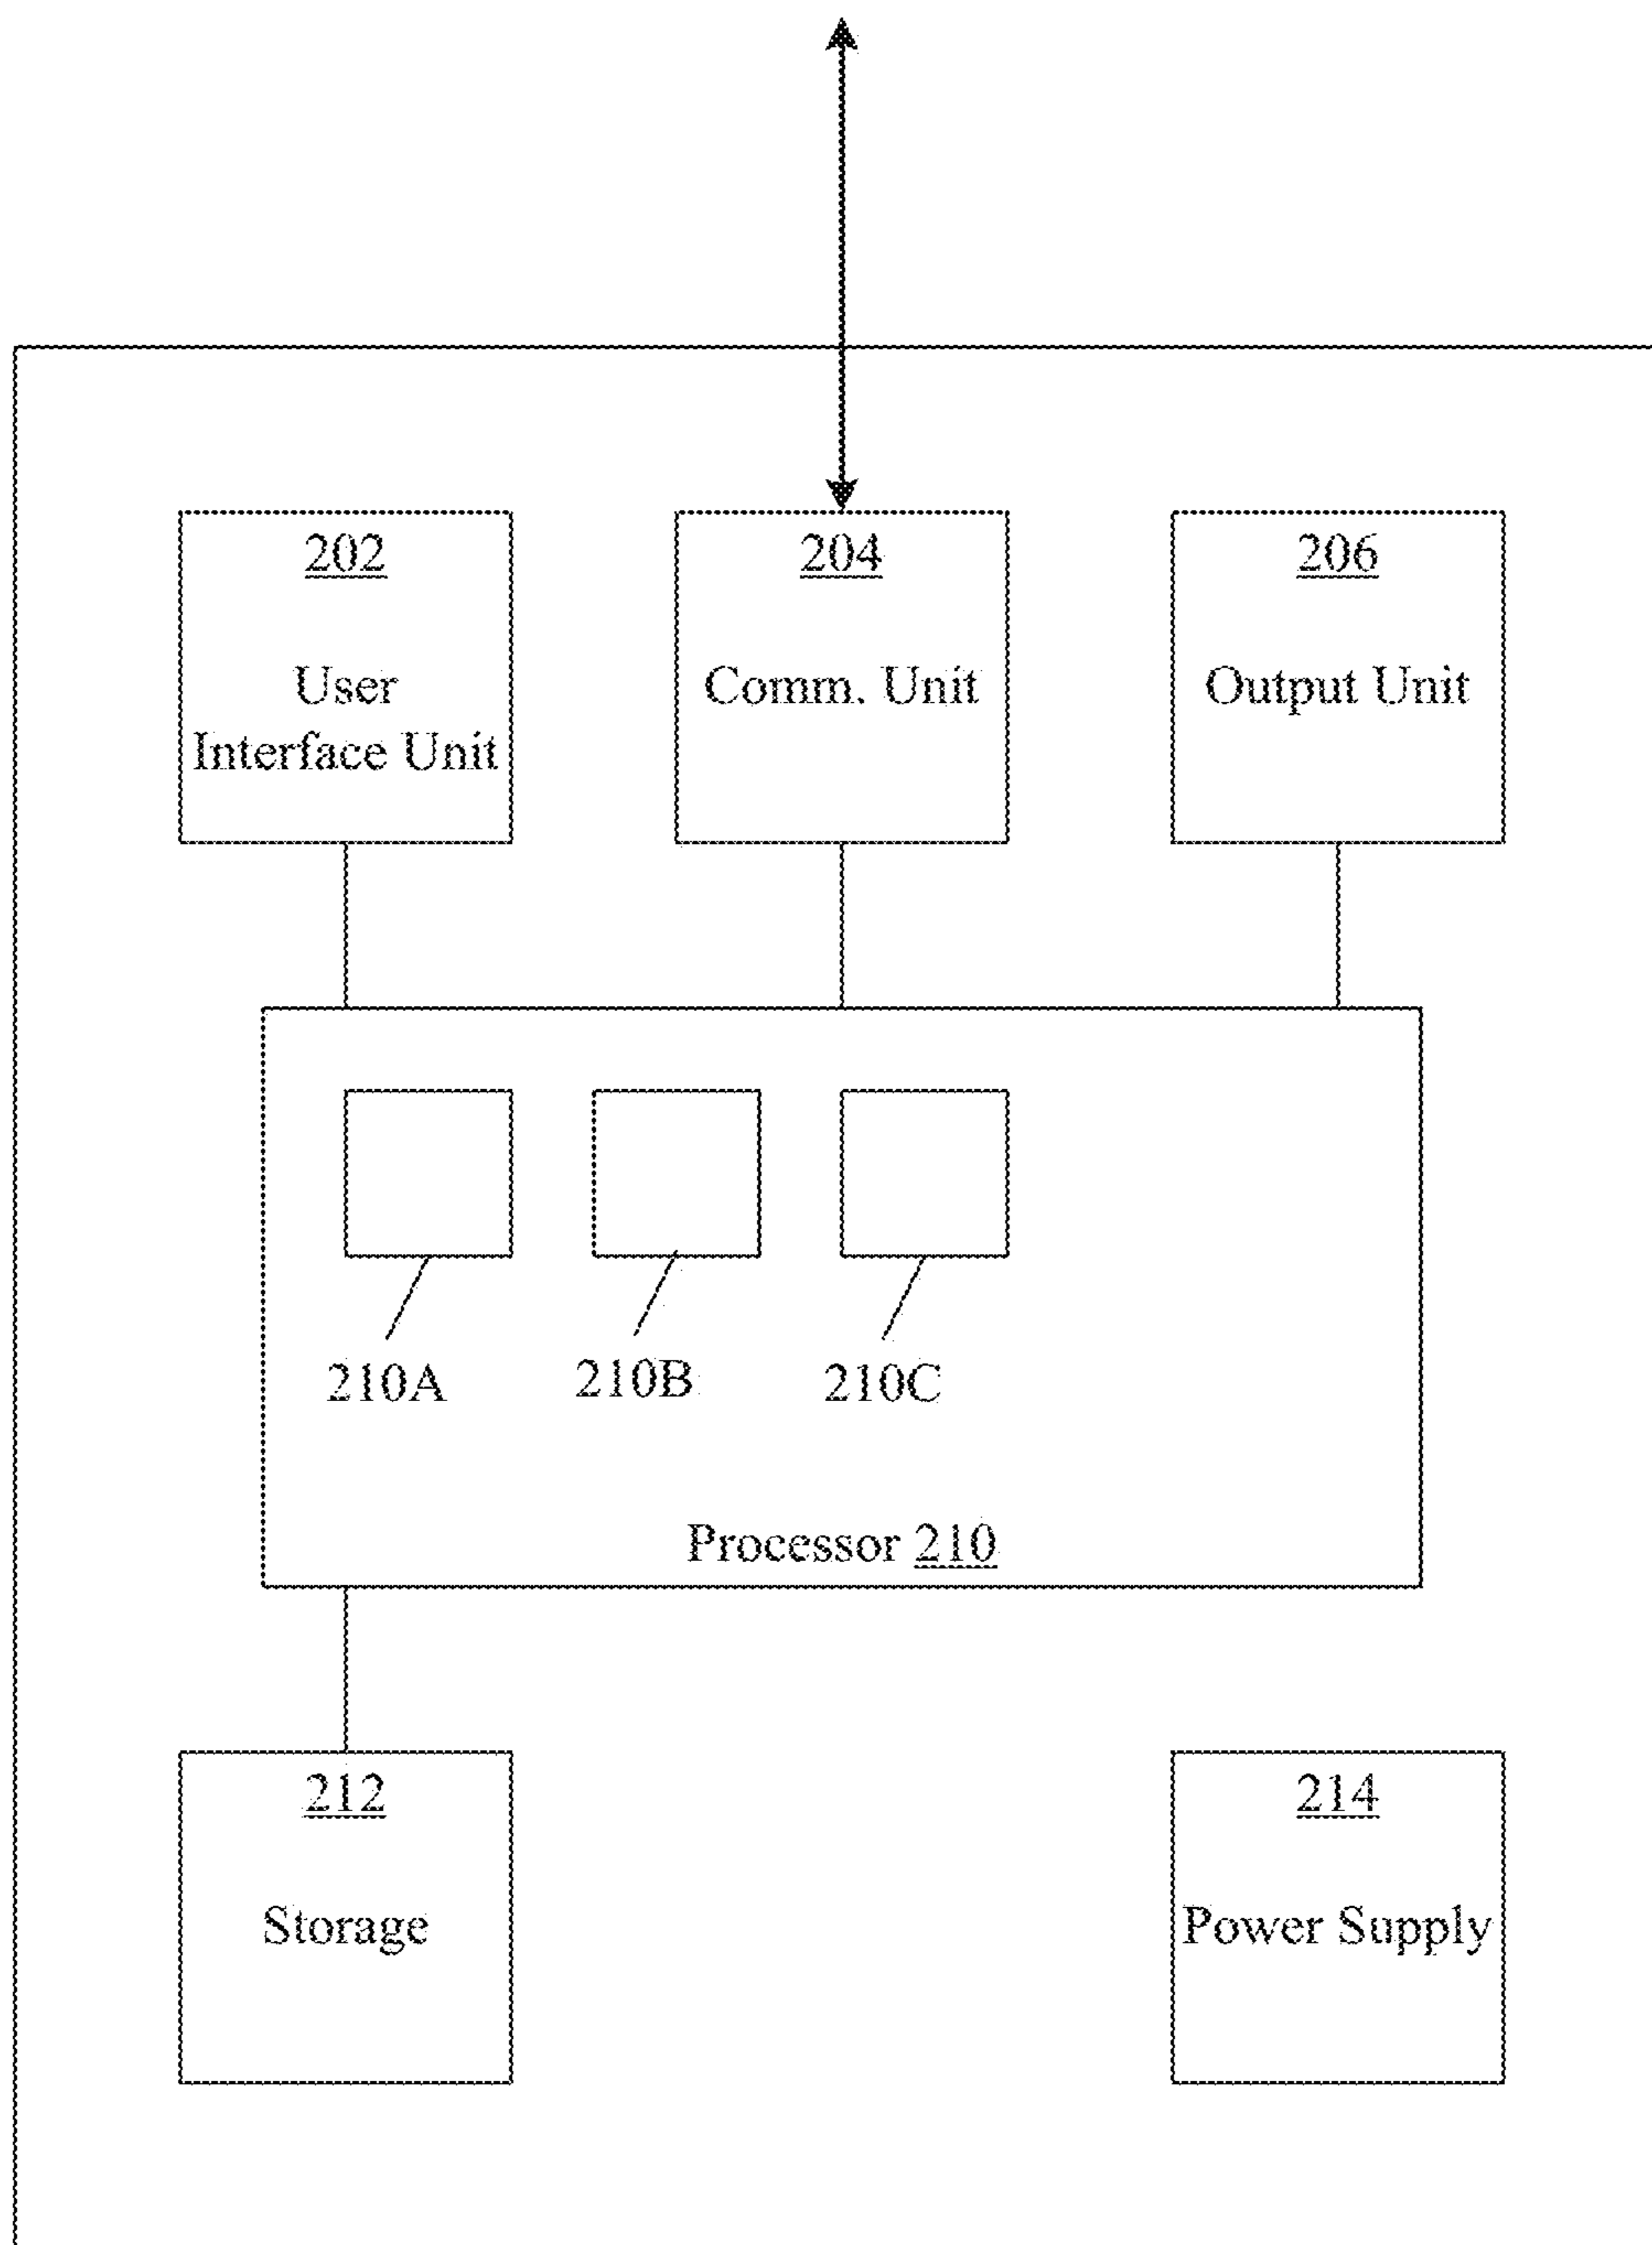 202
User
Interface Unit
204
Comm. Unit
206
Output Unit
210A
210B
210C
Processor 210
212
Storage
214
Power Supply